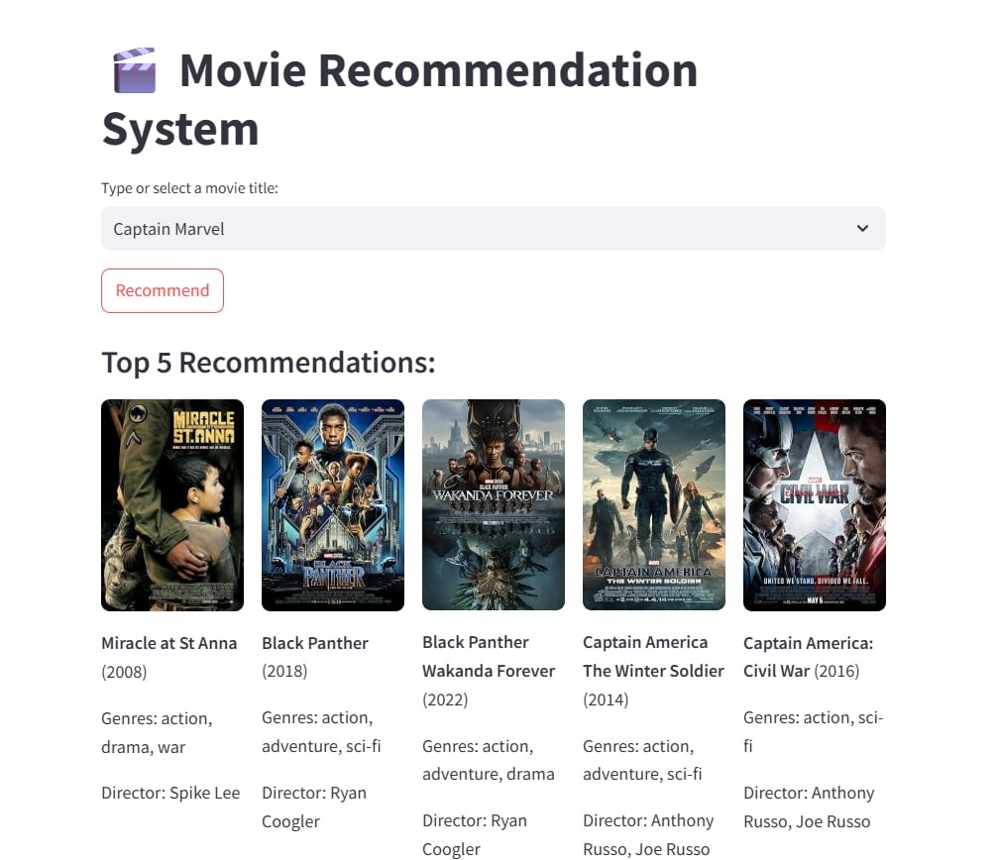 Movie Recommendation
System
Type or select a movie title:
Captain Marvel
Recommend
Top 5 Recommendations:
MIRACLE
AT
ST. ANNA
BLACK
PANTHER
MARVEL STUDIOS
BLACK PANTHER
WAKANDA FOREVER
MARVEL
CAPTAIN AMERICA
THE WINTER SOLDIER
4.4.14
MARVEL
CAPTAIN AMERICA
CIVIL WAR
UNITED WE STAND. DIVIDED WE FALL.
MAY 6
Miracle at St Anna
(2008)
Genres: action,
drama, war
Director: Spike Lee
Black Panther
(2018)
Genres: action,
adventure, sci-fi
Director: Ryan
Coogler
Black Panther
Wakanda Forever
(2022)
Genres: action,
adventure, drama
Director: Ryan
Coogler
Captain America
The Winter Soldier
(2014)
Genres: action,
adventure, sci-fi
Director: Anthony
Russo, Joe Russo
Captain America:
Civil War (2016)
Genres: action, sci-
fi
Director: Anthony
Russo, Joe Russo